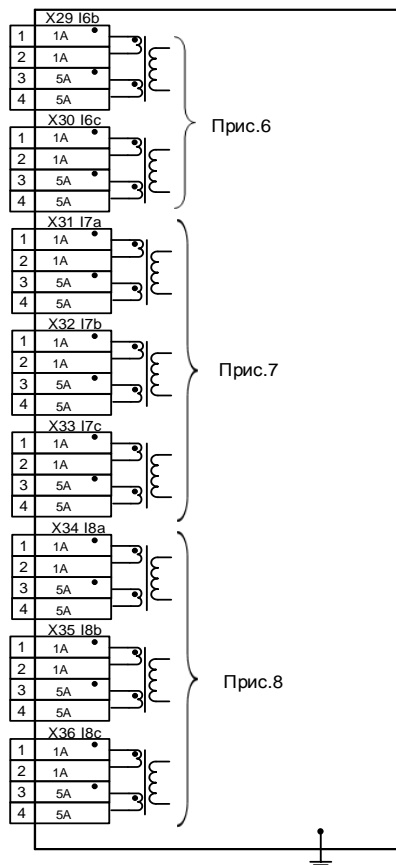 X29 I6b
1 1A
2 1A
3 5A
4 5A
Прис.6
X30 I6c
1 1A
2 1A
3 5A
4 5A
X31 I7a
1 1A
2 1A
3 5A
4 5A
X32 I7b
1 1A
2 1A
3 5A
4 5A
Прис.7
X33 I7c
1 1A
2 1A
3 5A
4 5A
X34 I8a
1 1A
2 1A
3 5A
4 5A
X35 I8b
1 1A
2 1A
3 5A
4 5A
Прис.8
X36 I8c
1 1A
2 1A
3 5A
4 5A